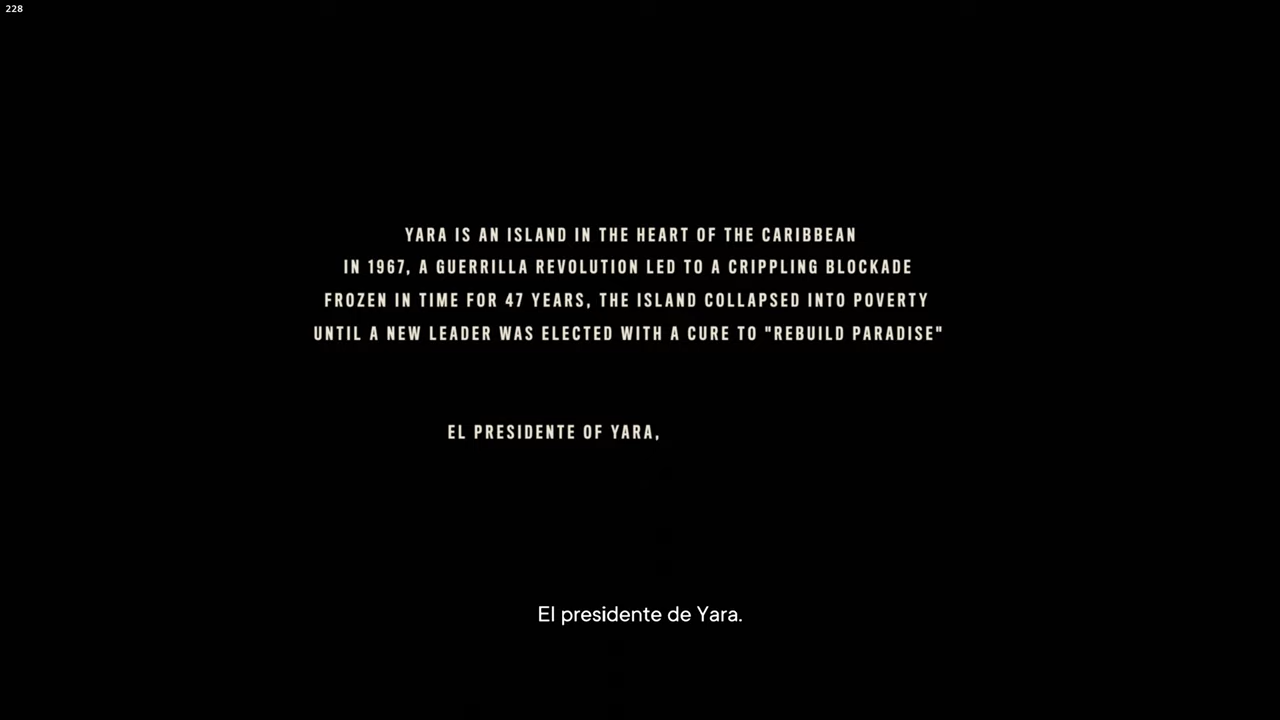 228
YARA IS AN ISLAND IN THE HEART OF THE CARIBBEAN
IN 1967, A GUERRILLA REVOLUTION LED TO A CRIPPLING BLOCKADE
FROZEN IN TIME FOR 47 YEARS, THE ISLAND COLLAPSED INTO POVERTY
UNTIL A NEW LEADER WAS ELECTED WITH A CURE TO "REBUILD PARADISE"
EL PRESIDENTE OF YARA,
El presidente de Yara.